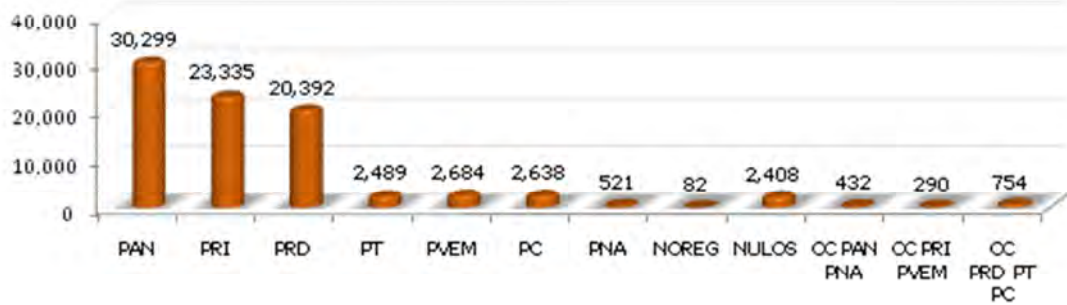 40,000
30,000
20,000
10,000
0
30,299
23,335
20,392
2,489
2,684
2,638
521
82
2,408
432
290
754
PAN
PRI
PRD
PT
PVEM
PC
PNA
NOREG
NULOS
CC PAN
PNA
CC PRI
PVEM
CC
PRD PT
PC